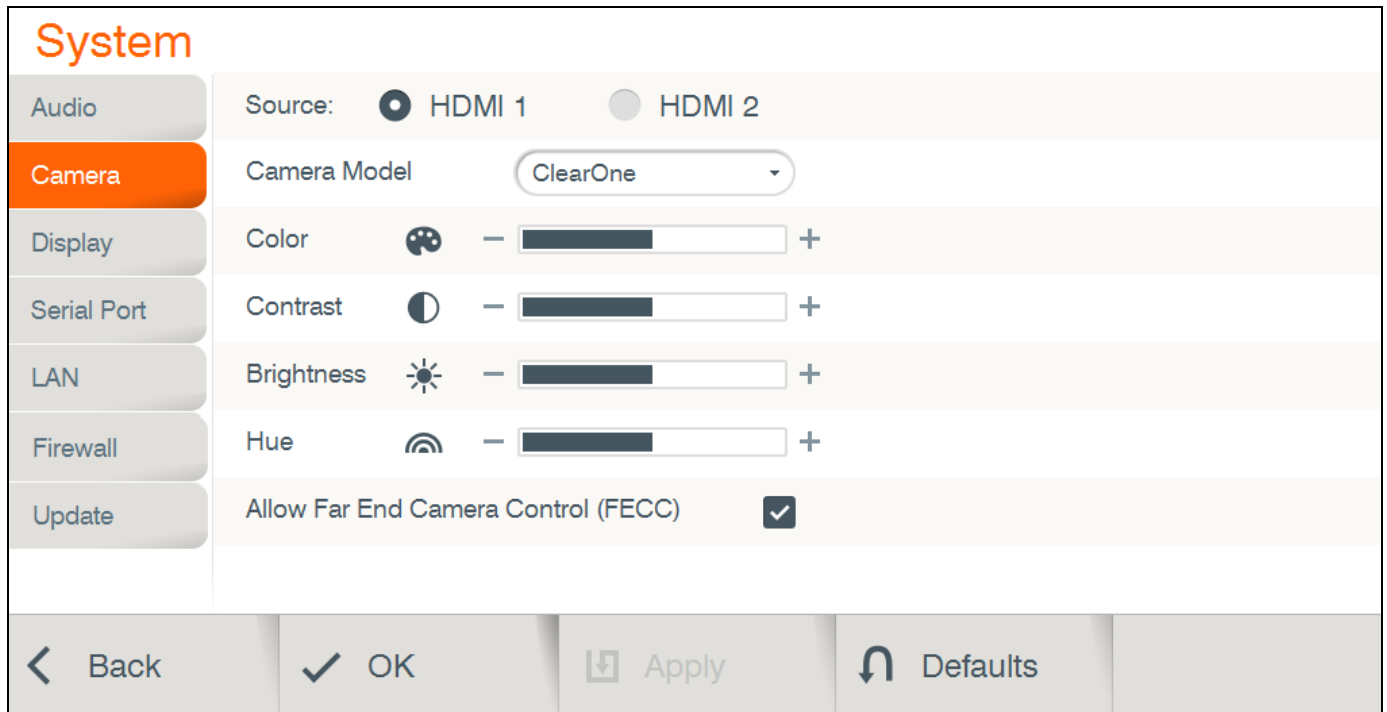 System
Audio
Source: HDMI 1 HDMI 2
Camera
Camera Model ClearOne
Display
Color
Serial Port
Contrast
LAN
Brightness
Firewall
Hue
Update
Allow Far End Camera Control (FECC)
Back OK Apply Defaults